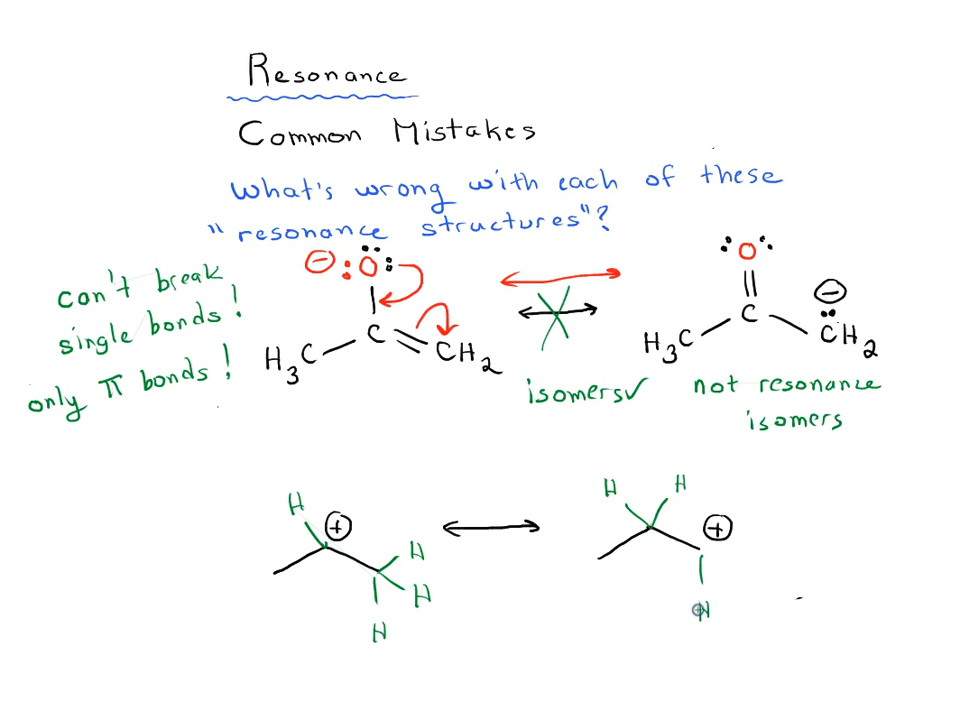 Resonance
Common Mistakes
What's wrong with each of these
"resonance structures"?
can't break
single bonds!
only π bonds!
⊖ :O:
C
H3C
CH2
:O:
⊖
C
H3C
CH2
isomers✓
not resonance
isomers
H
⊕
H
H
H
H H
⊕
H